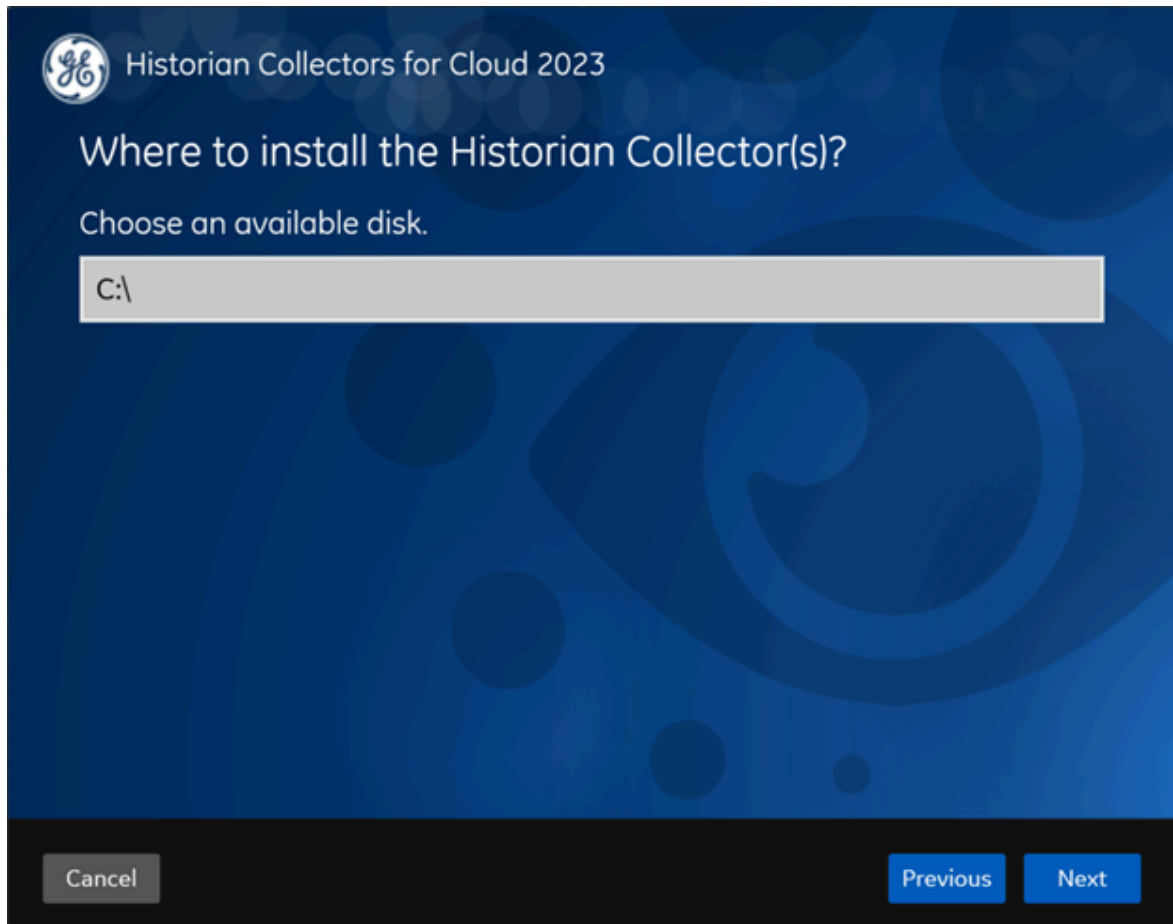 Historian Collectors for Cloud 2023
Where to install the Historian Collector(s)?
Choose an available disk.
C:\
Cancel
Previous
Next